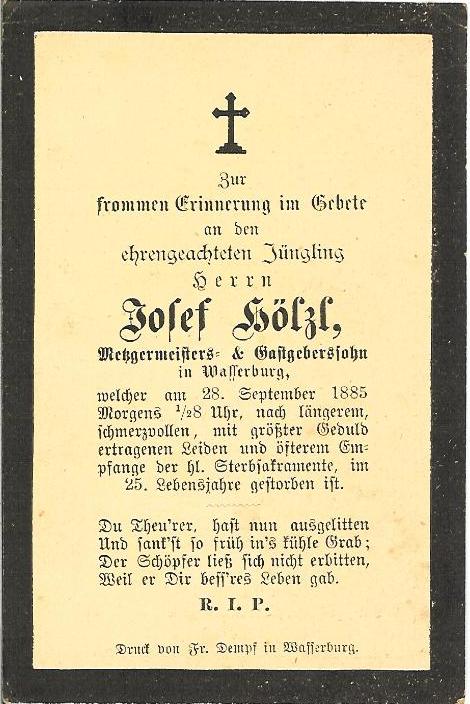 Zur
frommen Erinnerung im Gebete
an den
ehrengeachteten Jüngling
Herrn
Josef Hölzl,
Metzgermeisters- & Gastgeberssohn
in Wasserburg,
welcher am 28. September 1885
Morgens ½8 Uhr, nach längerem,
schmerzvollen, mit größter Geduld
ertragenen Leiden und öfterem Em-
pfange der hl. Sterbsakramente, im
25. Lebensjahre gestorben ist.
Du Theu'rer, hast nun ausgelitten
Und sank'st so früh in's kühle Grab;
Der Schöpfer ließ sich nicht erbitten,
Weil er Dir bess'res Leben gab.
R. I. P.
Druck von Fr. Dempf in Wasserburg.